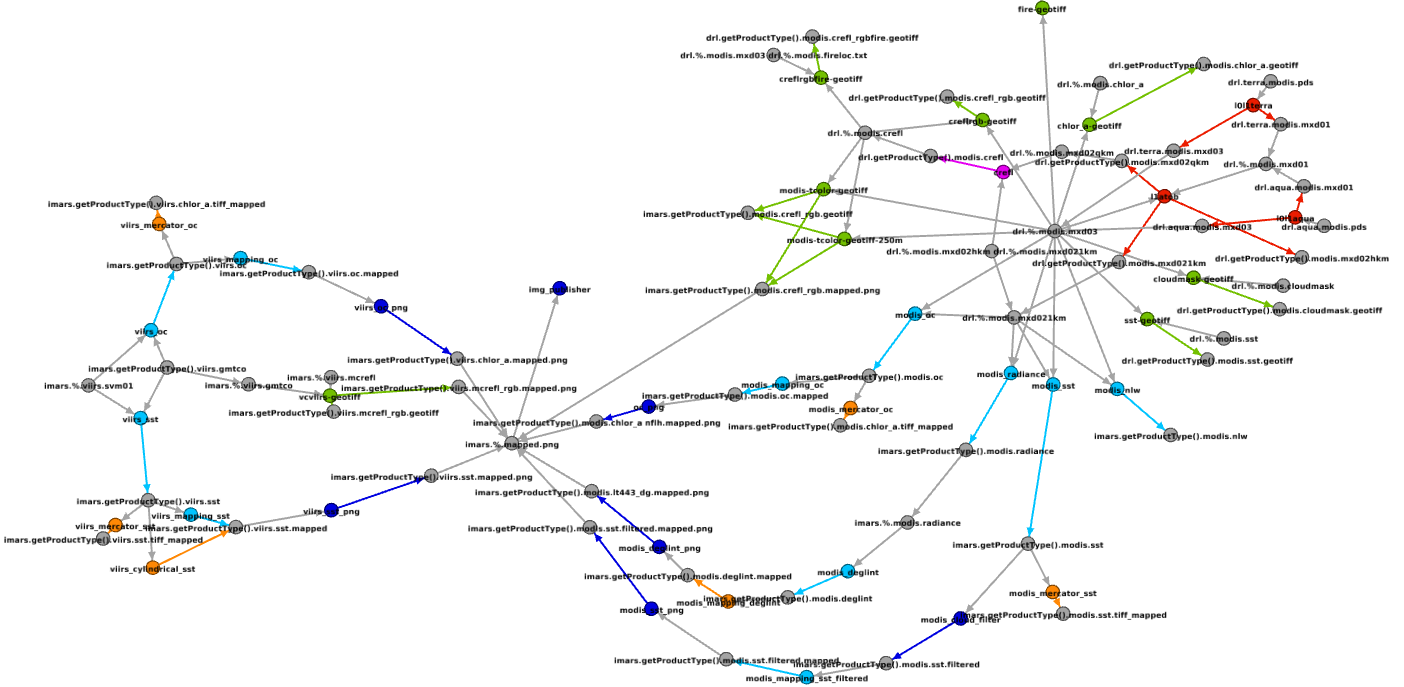 fire-geotiff
drl.getProductType().modis.crefl_rgbfire.geotiff
drl.%.modis.mxd03
drl.%.modis.fireloc.txt
creflrgbfire-geotiff
drl.getProductType().modis.chlor_a.geotiff
drl.%.modis.chlor_a
drl.terra.modis.pds
drl.getProductType().modis.crefl_rgb.geotiff
l0l1terra
creflrgb-geotiff
chlor_a-geotiff
drl.terra.modis.mxd01
drl.%.modis.crefl
drl.%.modis.mxd02qkm
drl.terra.modis.mxd03
drl.getProductType().modis.crefl
drl.getProductType().modis.mxd02qkm
drl.%.modis.mxd01
crefl
drl.aqua.modis.mxd01
modis-tcolor-geotiff
l1atob
imars.getProductType().viirs.chlor_a.tiff_mapped
imars.getProductType().modis.crefl_rgb.geotiff
l0l1aqua
viirs_mercator_oc
drl.aqua.modis.mxd03
drl.aqua.modis.pds
drl.%.modis.mxd03
modis-tcolor-geotiff-250m
drl.%.modis.mxd02hkm
drl.%.modis.mxd021km
viirs_mapping_oc
drl.getProductType().modis.mxd02hkm
imars.getProductType().viirs.oc
drl.getProductType().modis.mxd021km
imars.getProductType().viirs.oc.mapped
cloudmask-geotiff
drl.%.modis.cloudmask
img_publisher
imars.getProductType().modis.crefl_rgb.mapped.png
viirs_oc_png
drl.getProductType().modis.cloudmask.geotiff
modis_oc
drl.%.modis.mxd021km
sst-geotiff
viirs_oc
drl.%.modis.sst
imars.getProductType().viirs.chlor_a.mapped.png
drl.getProductType().modis.sst.geotiff
imars.getProductType().viirs.gmtco
modis_radiance
imars.%.viirs.mcrefl
imars.getProductType().modis.oc
imars.%.viirs.svm01
imars.%.viirs.gmtco
modis_mapping_oc
modis_sst
imars.getProductType().viirs.mcrefl_rgb.mapped.png
modis_nlw
vcviirs-geotiff
imars.getProductType().modis.oc.mapped
oc_png
modis_mercator_oc
imars.getProductType().viirs.mcrefl_rgb.geotiff
viirs_sst
imars.getProductType().modis.chlor_a nflh.mapped.png
imars.getProductType().modis.chlor_a.tiff_mapped
imars.getProductType().modis.nlw
imars.%.mapped.png
imars.getProductType().modis.radiance
imars.getProductType().viirs.sst.mapped.png
imars.getProductType().modis.lt443_dg.mapped.png
imars.getProductType().viirs.sst
viirs_sst_png
viirs_mapping_sst
imars.%.modis.radiance
viirs_mercator_sst
imars.getProductType().viirs.sst.mapped
imars.getProductType().modis.sst.filtered.mapped.png
imars.getProductType().viirs.sst.tiff_mapped
modis_deglint_png
imars.getProductType().modis.sst
viirs_cylindrical_sst
imars.getProductType().modis.deglint.mapped
modis_deglint
modis_mapping_deglint
imars.getProductType().modis.deglint
modis_mercator_sst
modis_sst_png
imars.getProductType().modis.sst.tiff_mapped
modis_cloud_filter
imars.getProductType().modis.sst.filtered.mapped
imars.getProductType().modis.sst.filtered
modis_mapping_sst_filtered